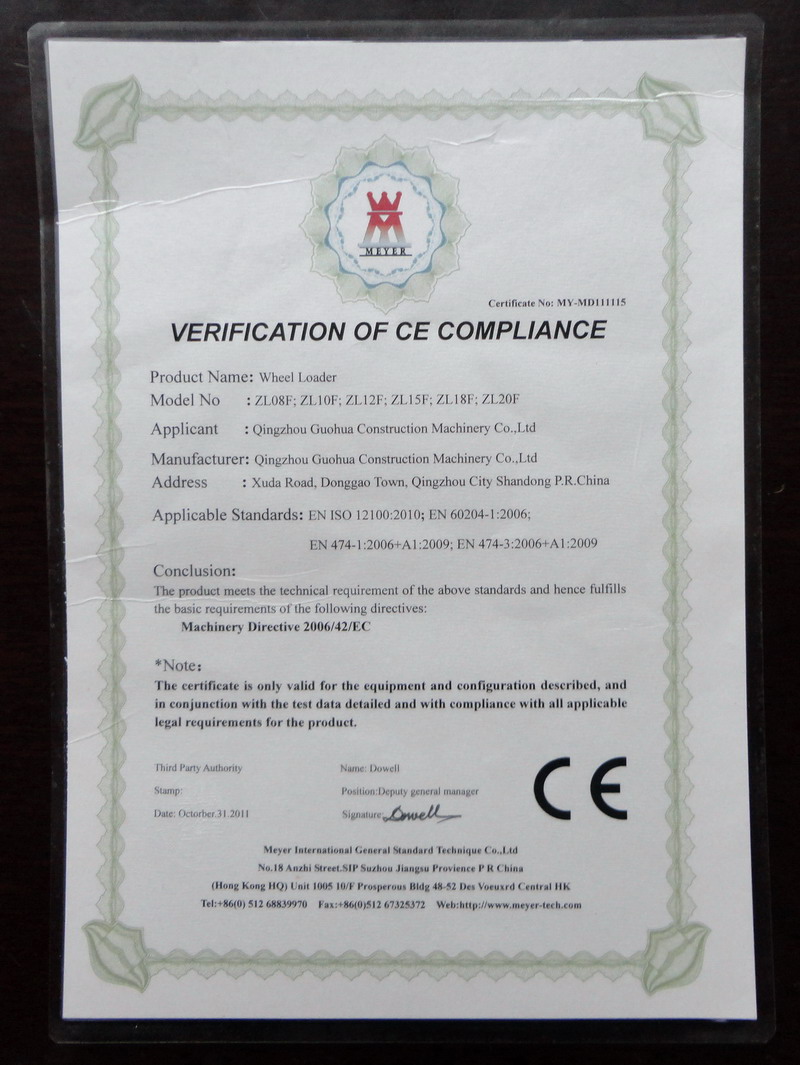 MEYER
Certificate No: MY-MD111115
VERIFICATION OF CE COMPLIANCE
Product Name: Wheel Loader
Model No : ZL08F; ZL10F; ZL12F; ZL15F; ZL18F; ZL20F
Applicant : Qingzhou Guohua Construction Machinery Co.,Ltd
Manufacturer: Qingzhou Guohua Construction Machinery Co.,Ltd
Address : Xuda Road, Donggao Town, Qingzhou City Shandong P.R.China
Applicable Standards: EN ISO 12100:2010; EN 60204-1:2006;
EN 474-1:2006+A1:2009; EN 474-3:2006+A1:2009
Conclusion:
The product meets the technical requirement of the above standards and hence fulfills
the basic requirements of the following directives:
Machinery Directive 2006/42/EC
*Note:
The certificate is only valid for the equipment and configuration described, and
in conjunction with the test data detailed and with compliance with all applicable
legal requirements for the product.
Third Party Authority
Name: Dowell
Stamp:
Position:Deputy general manager
Date: Octorber.31.2011
Signature: Dowell
CE
Meyer International General Standard Technique Co.,Ltd
No.18 Anzhi Street.SIP Suzhou Jiangsu Provience P R China
(Hong Kong HQ) Unit 1005 10/F Prosperous Bldg 48-52 Des Voeuxrd Central HK
Tel:+86(0) 512 68839970 Fax:+86(0)512 67325372 Web:http://www.meyer-tech.com